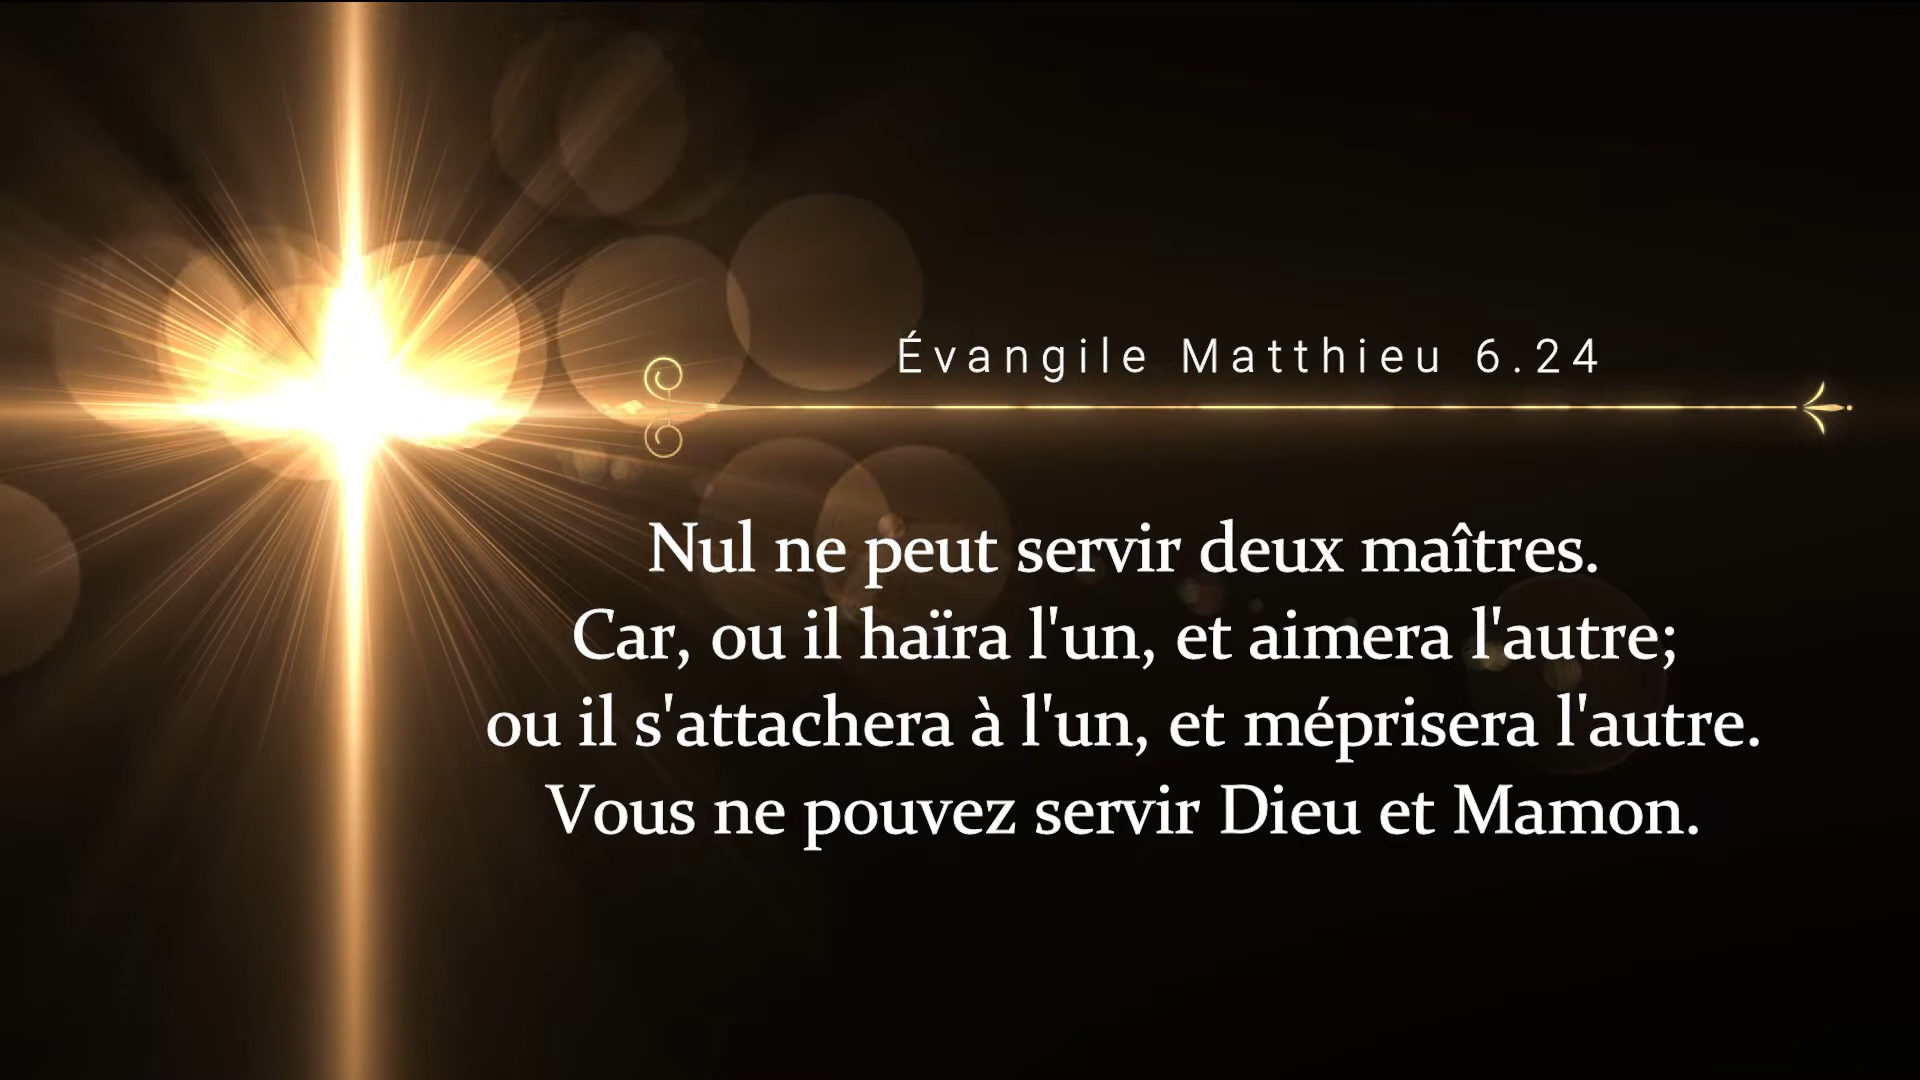 Évangile Matthieu 6.24
Nul ne peut servir deux maîtres.
Car, ou il haïra l'un, et aimera l'autre;
ou il s'attachera à l'un, et méprisera l'autre.
Vous ne pouvez servir Dieu et Mamon.